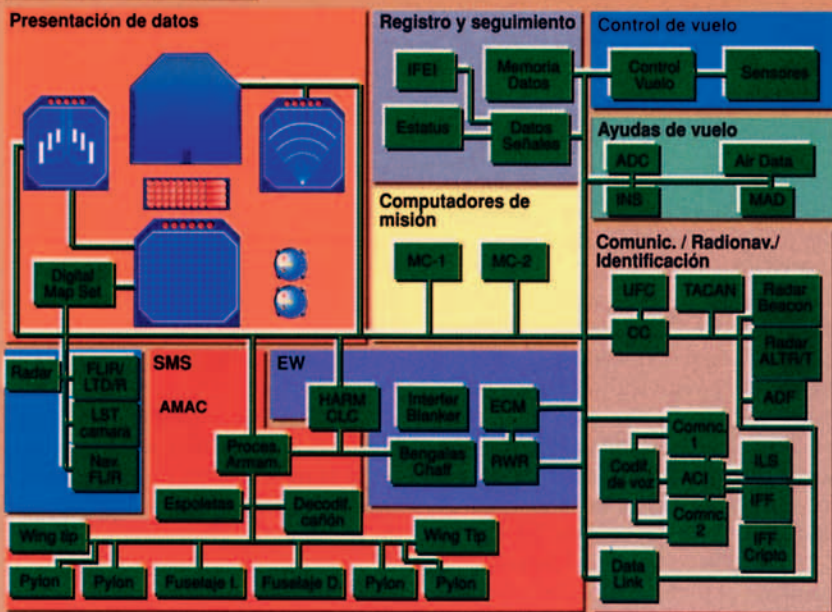 Presentación de datos
Digital
Map Set
Registro y seguimiento
IFEI
Memoria
Datos
Estatus
Datos
Señales
Control de vuelo
Control
Vuelo
Sensores
Ayudas de vuelo
ADC
Air Data
INS
MAD
Computadores de
misión
MC-1
MC-2
Comunic. / Radionav./
Identificación
UFC
TACAN
Radar
Beacon
CC
Radar
ALTR/T
ADF
Comnc.
1
Codif.
de voz
ACI
ILS
IFF
Comnc.
2
IFF
Cripto
Data
Link
Radar
FLIR/
LTD/R
LST
camara
Nav.
FLIR
SMS
AMAC
Proces.
Armam.
Espoletas
Decodif.
cañón
EW
HARM
CLC
Interfer
Blanker
ECM
Bengalas
Chaff
RWR
Wing tip
Wing Tip
Pylon
Pylon
Fuselaje I.
Fuselaje D.
Pylon
Pylon